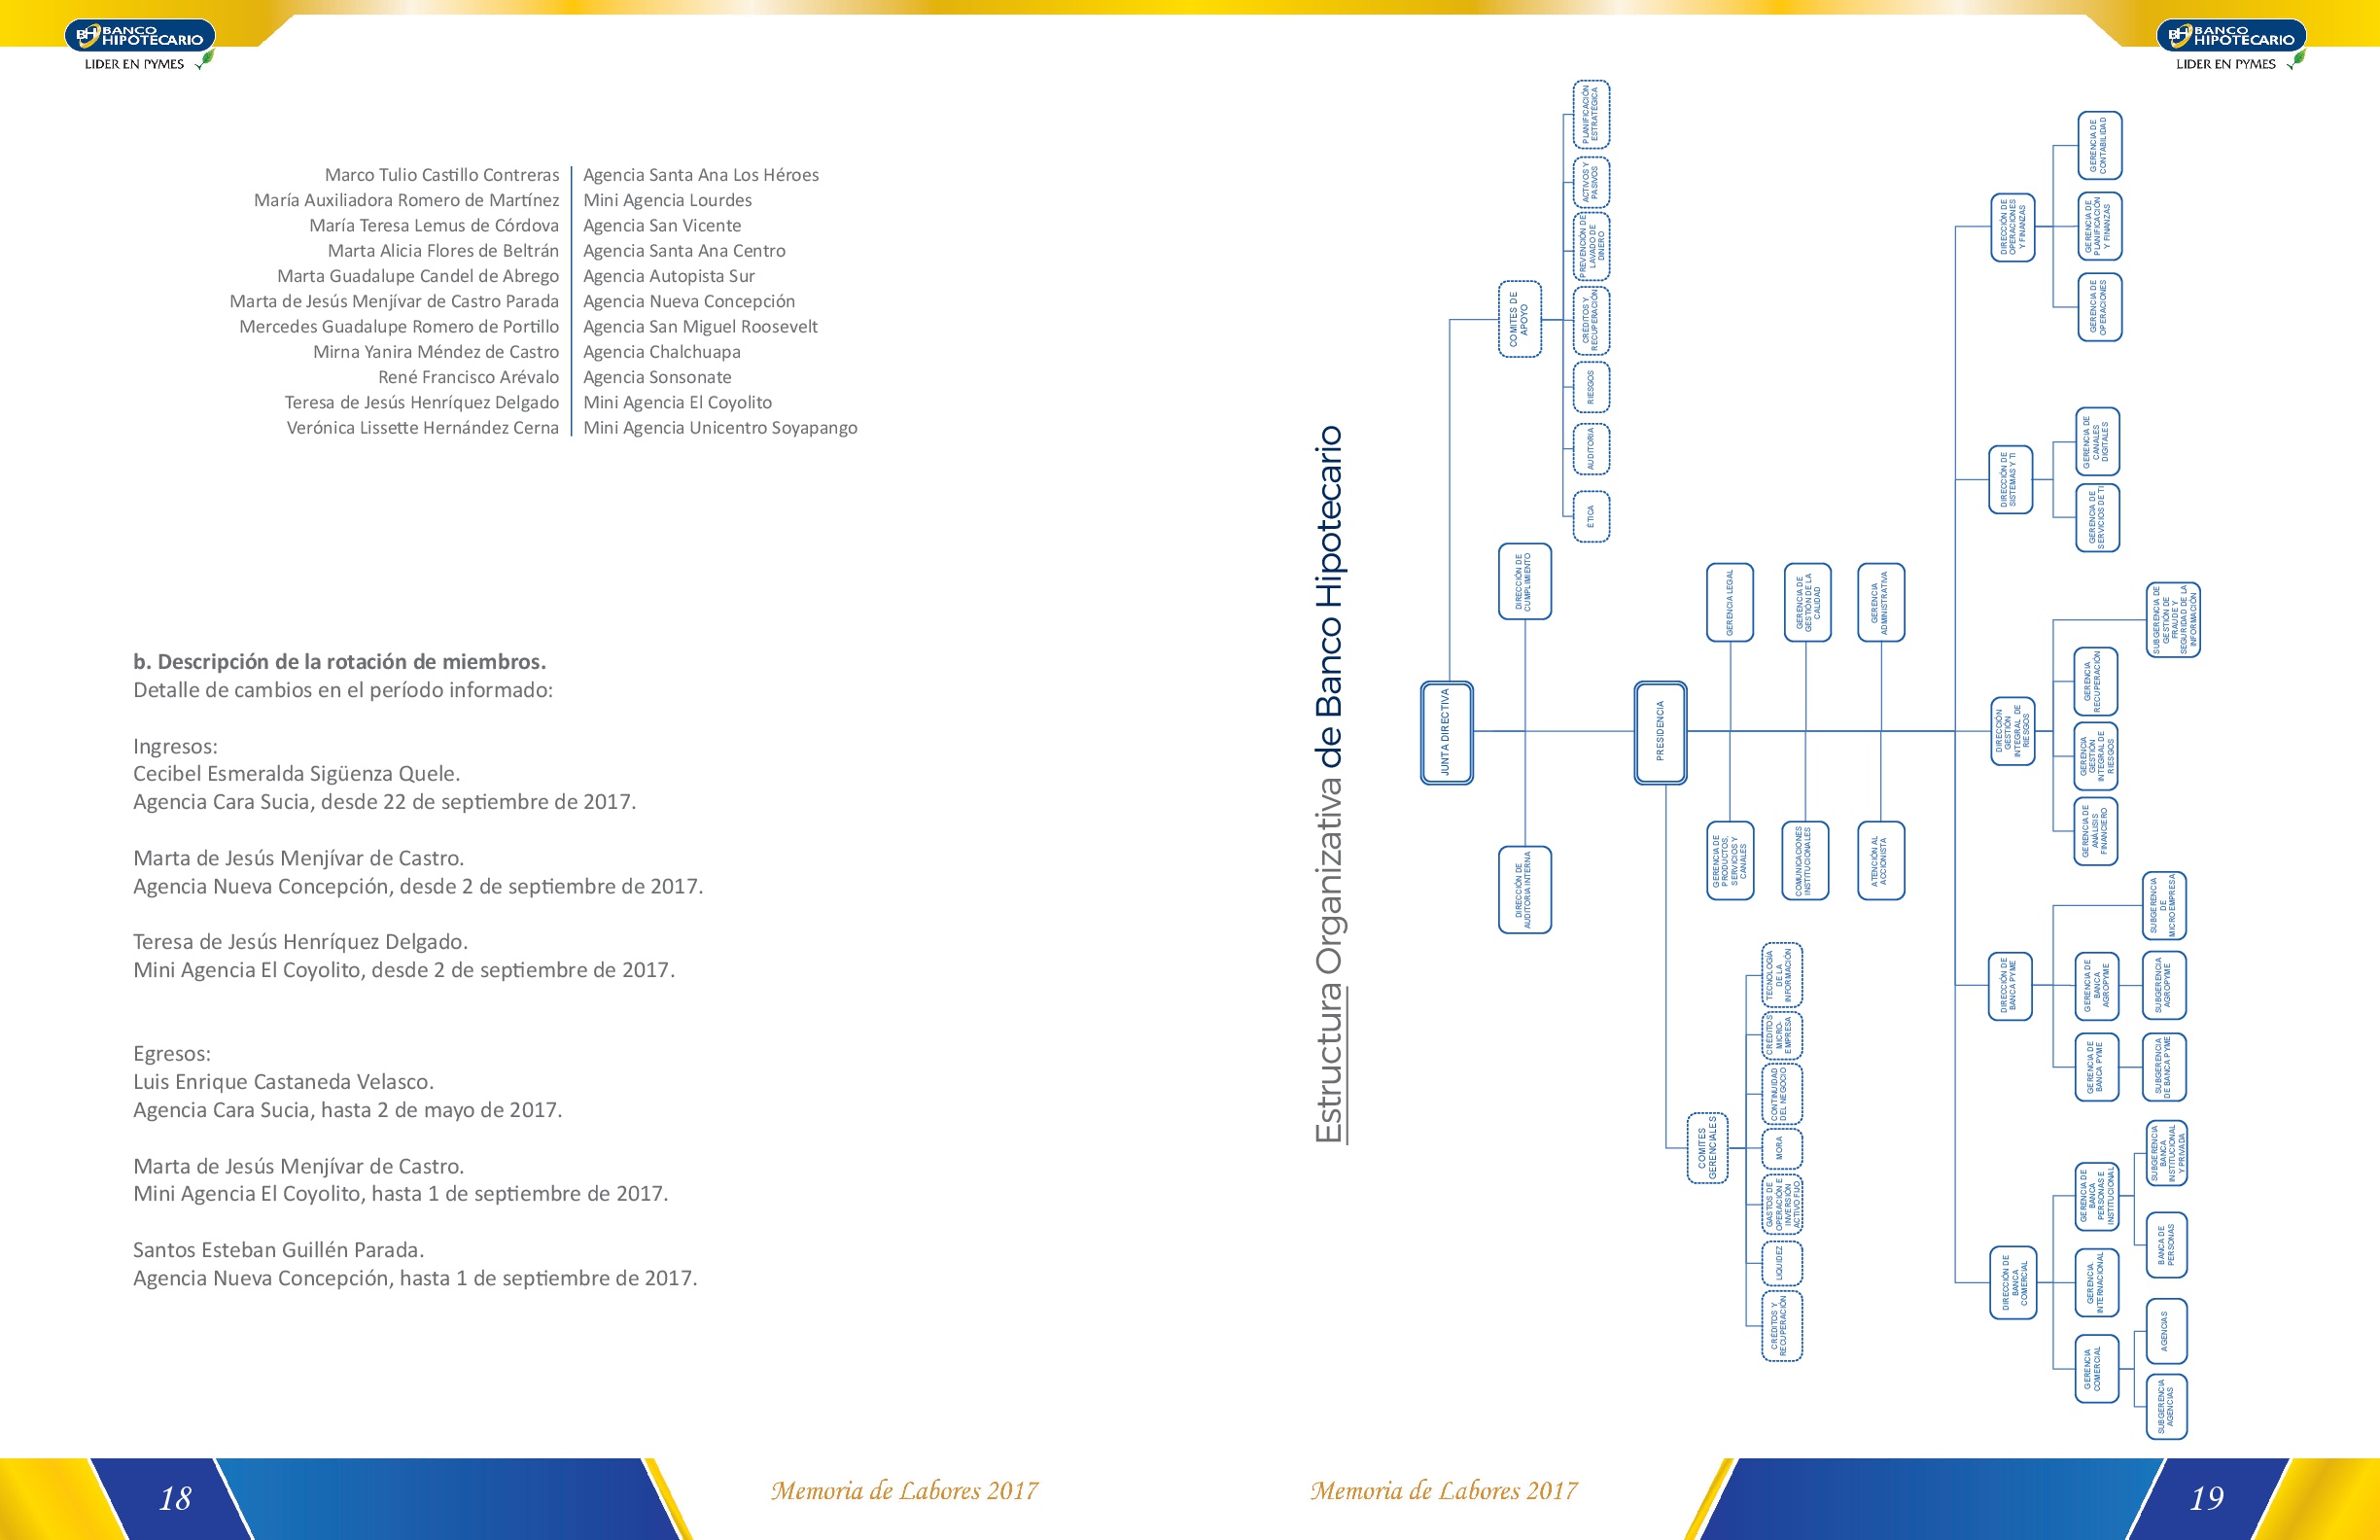 BH BANCO
HIPOTECARIO
LIDER EN PYMES
Marco Tulio Castillo Contreras Agencia Santa Ana Los Héroes
María Auxiliadora Romero de Martínez Mini Agencia Lourdes
María Teresa Lemus de Córdova Agencia San Vicente
Marta Alicia Flores de Beltrán Agencia Santa Ana Centro
Marta Guadalupe Candel de Abrego Agencia Autopista Sur
Marta de Jesús Menjívar de Castro Parada Agencia Nueva Concepción
Mercedes Guadalupe Romero de Portillo Agencia San Miguel Roosevelt
Mirna Yanira Méndez de Castro Agencia Chalchuapa
René Francisco Arévalo Agencia Sonsonate
Teresa de Jesús Henríquez Delgado Mini Agencia El Coyolito
Verónica Lissette Hernández Cerna Mini Agencia Unicentro Soyapango
b. Descripción de la rotación de miembros.
Detalle de cambios en el período informado:
Ingresos:
Cecibel Esmeralda Sigüenza Quele.
Agencia Cara Sucia, desde 22 de septiembre de 2017.
Marta de Jesús Menjívar de Castro.
Agencia Nueva Concepción, desde 2 de septiembre de 2017.
Teresa de Jesús Henríquez Delgado.
Mini Agencia El Coyolito, desde 2 de septiembre de 2017.
Egresos:
Luis Enrique Castaneda Velasco.
Agencia Cara Sucia, hasta 2 de mayo de 2017.
Marta de Jesús Menjívar de Castro.
Mini Agencia El Coyolito, hasta 1 de septiembre de 2017.
Santos Esteban Guillén Parada.
Agencia Nueva Concepción, hasta 1 de septiembre de 2017.
18
Memoria de Labores 2017
BH BANCO
HIPOTECARIO
LIDER EN PYMES
Estructura Organizativa de Banco Hipotecario
JUNTA DIRECTIVA
DIRECCIÓN DE
AUDITORIA INTERNA
DIRECCIÓN DE
CUMPLIMIENTO
COMITES DE
APOYO
ÉTICA
AUDITORIA
RIESGOS
CRÉDITOS Y
RECUPERACIÓN
PREVENCIÓN DE
LAVADO DE
DINERO
ACTIVOS Y
PASIVOS
PLANIFICACIÓN
ESTRATÉGICA
PRESIDENCIA
COMITES
GERENCIALES
CRÉDITOS Y
RECUPERACIÓN
LIQUIDEZ
GASTOS DE
OPERACIÓN E
INVERSIÓN
ACTIVO FIJO
MORA
CONTINUIDAD
DEL NEGOCIO
CRÉDITOS
MICRO-
EMPRESA
TECNOLOGÍA
DE LA
INFORMACIÓN
GERENCIA DE
PRODUCTOS,
SERVICIOS Y
CANALES
GERENCIA LEGAL
COMUNICACIONES
INSTITUCIONALES
GERENCIA DE
GESTIÓN DE LA
CALIDAD
ATENCIÓN AL
ACCIONISTA
GERENCIA
ADMINISTRATIVA
DIRECCIÓN DE
BANCA
COMERCIAL
GERENCIA
COMERCIAL
SUBGERENCIA
AGENCIAS
AGENCIAS
GERENCIA
INTERNACIONAL
GERENCIA DE
BANCA
PERSONAS E
INSTITUCIONAL
BANCA DE
PERSONAS
SUBGERENCIA
BANCA
INSTITUCIONAL
Y PRIVADA
DIRECCIÓN DE
BANCA PYME
GERENCIA DE
BANCA PYME
SUBGERENCIA
DE BANCA PYME
GERENCIA DE
BANCA
AGROPYME
SUBGERENCIA
AGROPYME
SUBGERENCIA
DE
MICROEMPRESA
DIRECCIÓN
GESTIÓN
INTEGRAL DE
RIESGOS
GERENCIA DE
ANÁLISIS
FINANCIERO
GERENCIA
GESTIÓN
INTEGRAL DE
RIESGOS
GERENCIA
RECUPERACIÓN
SUBGERENCIA DE
GESTIÓN DE
FRAUDE Y
SEGURIDAD DE LA
INFORMACIÓN
DIRECCIÓN DE
SISTEMAS Y TI
GERENCIA DE
SERVICIOS DE TI
GERENCIA DE
CANALES
DIGITALES
DIRECCIÓN DE
OPERACIONES
Y FINANZAS
GERENCIA DE
OPERACIONES
GERENCIA DE
PLANIFICACIÓN
Y FINANZAS
GERENCIA DE
CONTABILIDAD
Memoria de Labores 2017
19